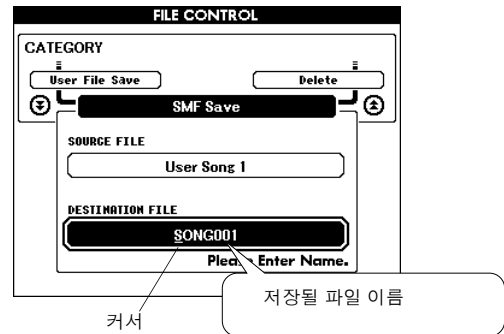 FILE CONTROL
CATEGORY
User File Save
Delete
SMF Save
SOURCE FILE
User Song 1
DESTINATION FILE
SONG001
Please Enter Name.
저장될 파일 이름
커서